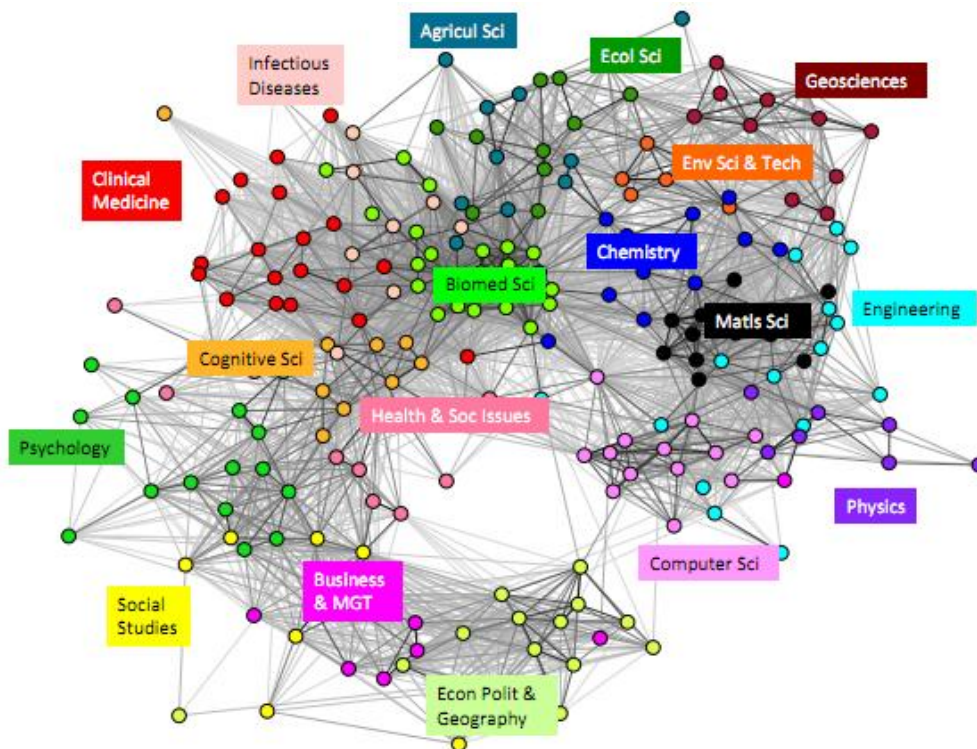 Agricul Sci
Ecol Sci
Infectious
Diseases
Geosciences
Env Sci & Tech
Clinical
Medicine
Chemistry
Biomed Sci
Matls Sci
Engineering
Cognitive Sci
Health & Soc Issues
Psychology
Physics
Computer Sci
Business
& MGT
Social
Studies
Econ Polit &
Geography